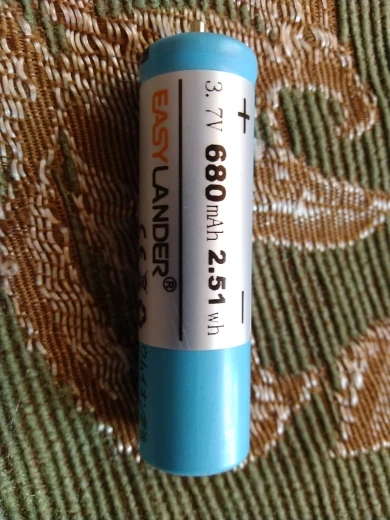 + −
3.7V 680mAh 2.51wh
EASYLANDER®